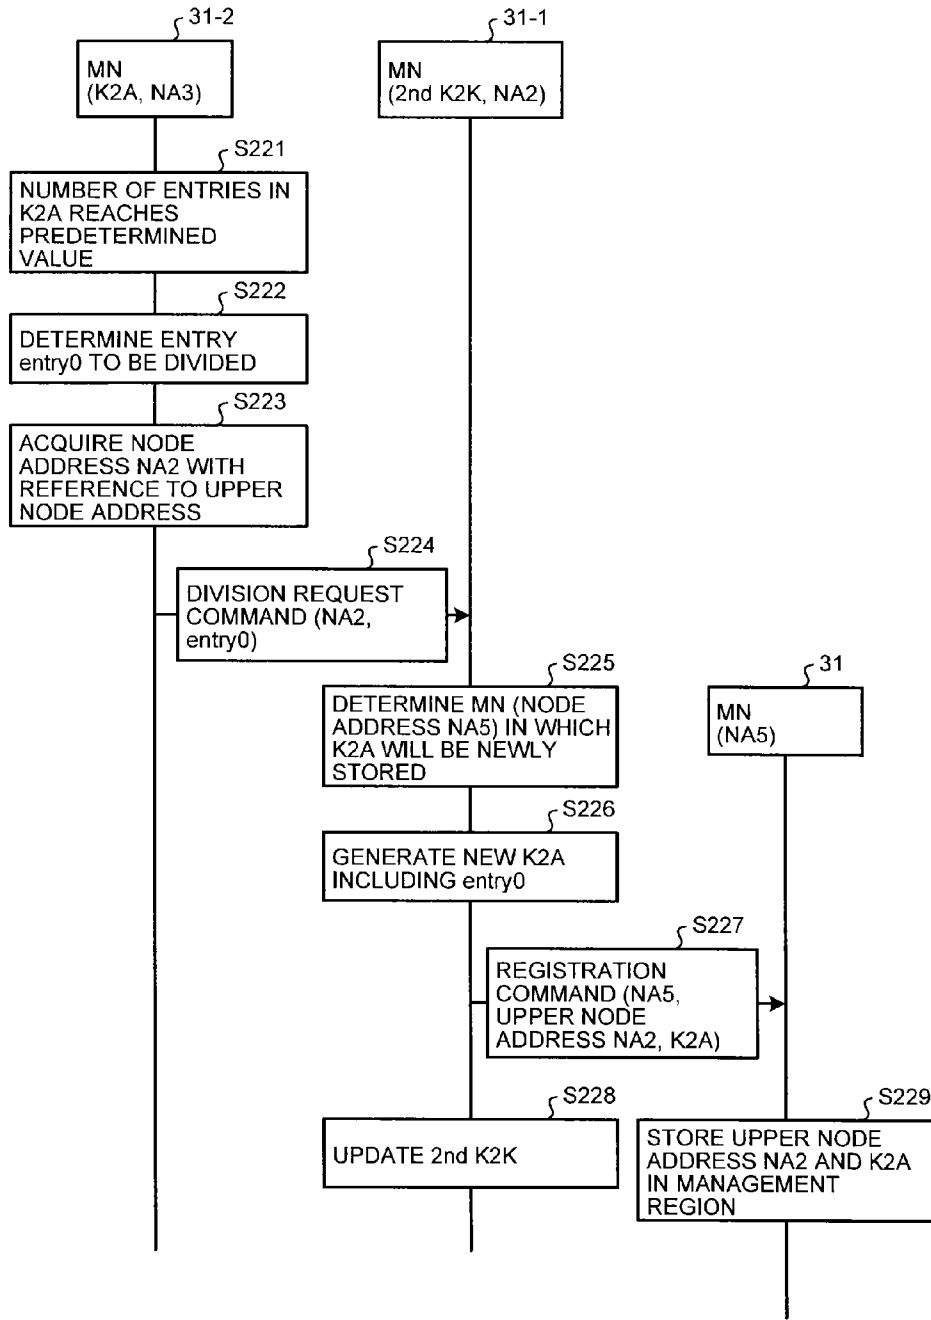 31-2
MN
(K2A, NA3)
31-1
MN
(2nd K2K, NA2)
S221
NUMBER OF ENTRIES IN
K2A REACHES
PREDETERMINED
VALUE
S222
DETERMINE ENTRY
entry0 TO BE DIVIDED
S223
ACQUIRE NODE
ADDRESS NA2 WITH
REFERENCE TO UPPER
NODE ADDRESS
S224
DIVISION REQUEST
COMMAND (NA2,
entry0)
S225
DETERMINE MN (NODE
ADDRESS NA5) IN WHICH
K2A WILL BE NEWLY
STORED
31
MN
(NA5)
S226
GENERATE NEW K2A
INCLUDING entry0
S227
REGISTRATION
COMMAND (NA5,
UPPER NODE
ADDRESS NA2, K2A)
S228
UPDATE 2nd K2K
S229
STORE UPPER NODE
ADDRESS NA2 AND K2A
IN MANAGEMENT
REGION